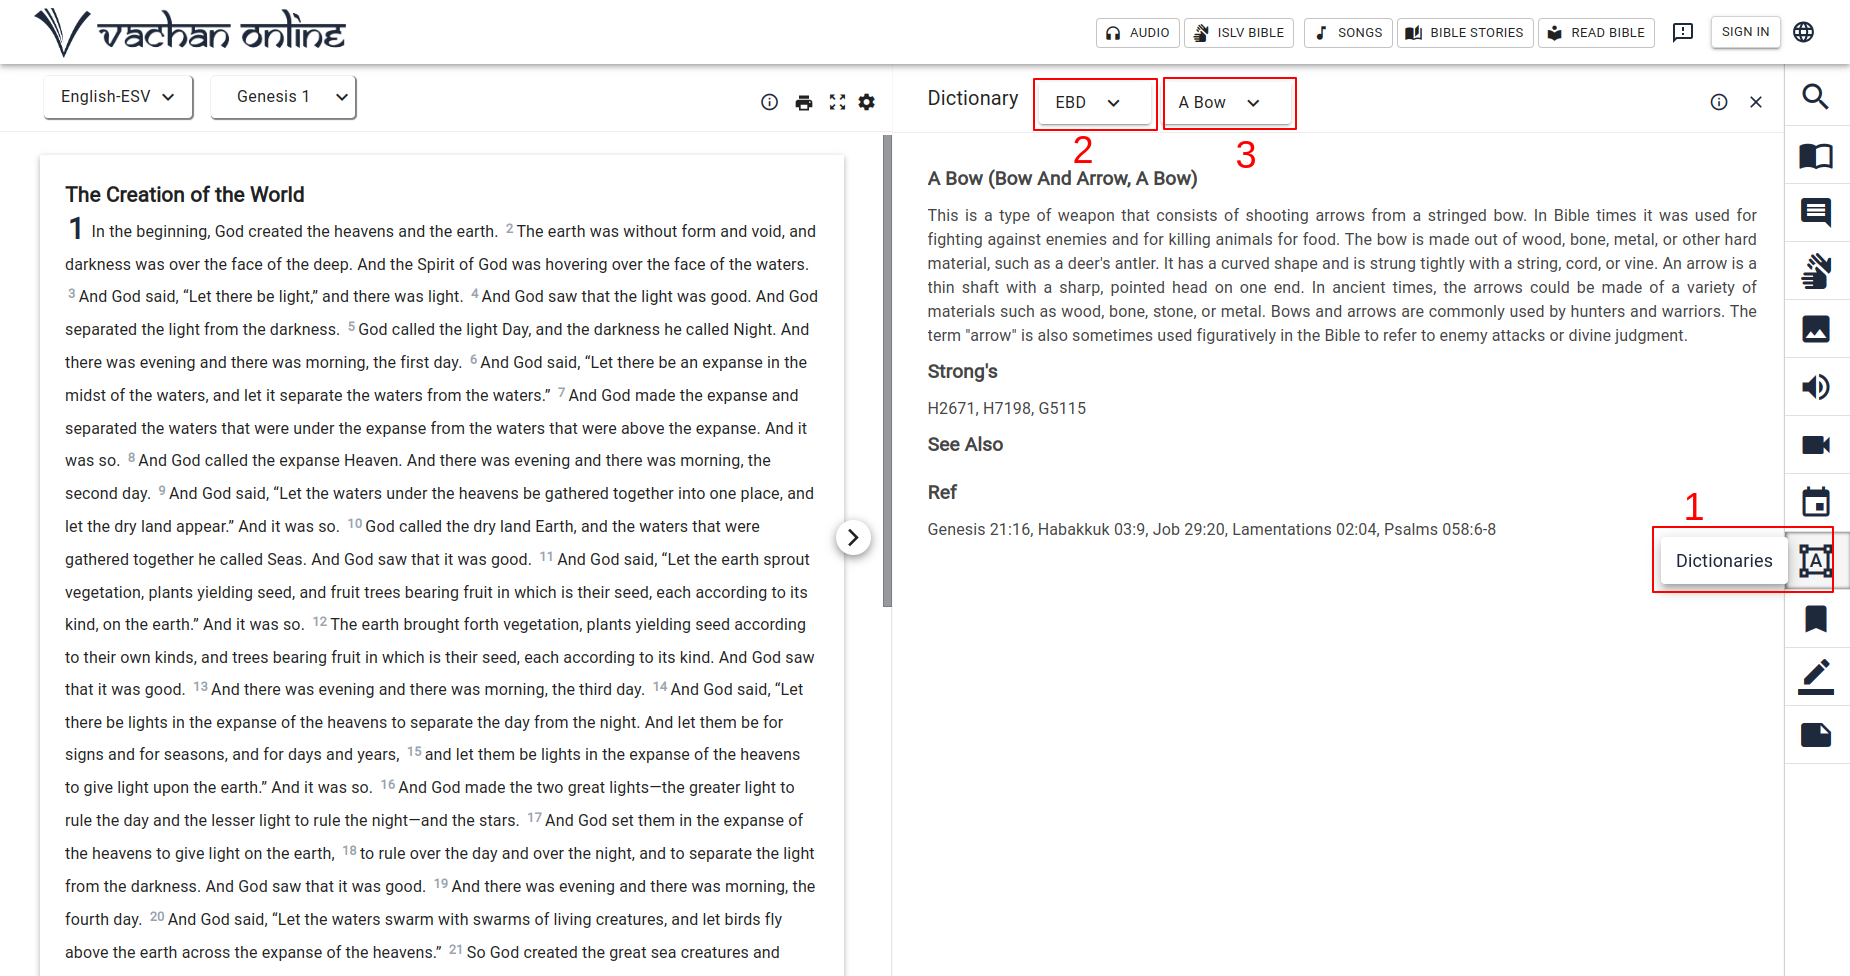 vachan online
AUDIO
ISLV BIBLE
SONGS
BIBLE STORIES
READ BIBLE
SIGN IN
English-ESV
Genesis 1
The Creation of the World
1 In the beginning, God created the heavens and the earth. 2 The earth was without form and void, and
darkness was over the face of the deep. And the Spirit of God was hovering over the face of the waters.
3 And God said, “Let there be light,” and there was light. 4 And God saw that the light was good. And God
separated the light from the darkness. 5 God called the light Day, and the darkness he called Night. And
there was evening and there was morning, the first day. 6 And God said, “Let there be an expanse in the
midst of the waters, and let it separate the waters from the waters.” 7 And God made the expanse and
separated the waters that were under the expanse from the waters that were above the expanse. And it
was so. 8 And God called the expanse Heaven. And there was evening and there was morning, the
second day. 9 And God said, “Let the waters under the heavens be gathered together into one place, and
let the dry land appear.” And it was so. 10 God called the dry land Earth, and the waters that were
gathered together he called Seas. And God saw that it was good. 11 And God said, “Let the earth sprout
vegetation, plants yielding seed, and fruit trees bearing fruit in which is their seed, each according to its
kind, on the earth.” And it was so. 12 The earth brought forth vegetation, plants yielding seed according
to their own kinds, and trees bearing fruit in which is their seed, each according to its kind. And God saw
that it was good. 13 And there was evening and there was morning, the third day. 14 And God said, “Let
there be lights in the expanse of the heavens to separate the day from the night. And let them be for
signs and for seasons, and for days and years, 15 and let them be lights in the expanse of the heavens
to give light upon the earth.” And it was so. 16 And God made the two great lights—the greater light to
rule the day and the lesser light to rule the night—and the stars. 17 And God set them in the expanse of
the heavens to give light on the earth, 18 to rule over the day and over the night, and to separate the light
from the darkness. And God saw that it was good. 19 And there was evening and there was morning, the
fourth day. 20 And God said, “Let the waters swarm with swarms of living creatures, and let birds fly
above the earth across the expanse of the heavens.” 21 So God created the great sea creatures and
Dictionary
EBD
A Bow
2
3
A Bow (Bow And Arrow, A Bow)
This is a type of weapon that consists of shooting arrows from a stringed bow. In Bible times it was used for
fighting against enemies and for killing animals for food. The bow is made out of wood, bone, metal, or other hard
material, such as a deer's antler. It has a curved shape and is strung tightly with a string, cord, or vine. An arrow is a
thin shaft with a sharp, pointed head on one end. In ancient times, the arrows could be made of a variety of
materials such as wood, bone, stone, or metal. Bows and arrows are commonly used by hunters and warriors. The
term "arrow" is also sometimes used figuratively in the Bible to refer to enemy attacks or divine judgment.
Strong's
H2671, H7198, G5115
See Also
Ref
Genesis 21:16, Habakkuk 03:9, Job 29:20, Lamentations 02:04, Psalms 058:6-8
1
Dictionaries
A